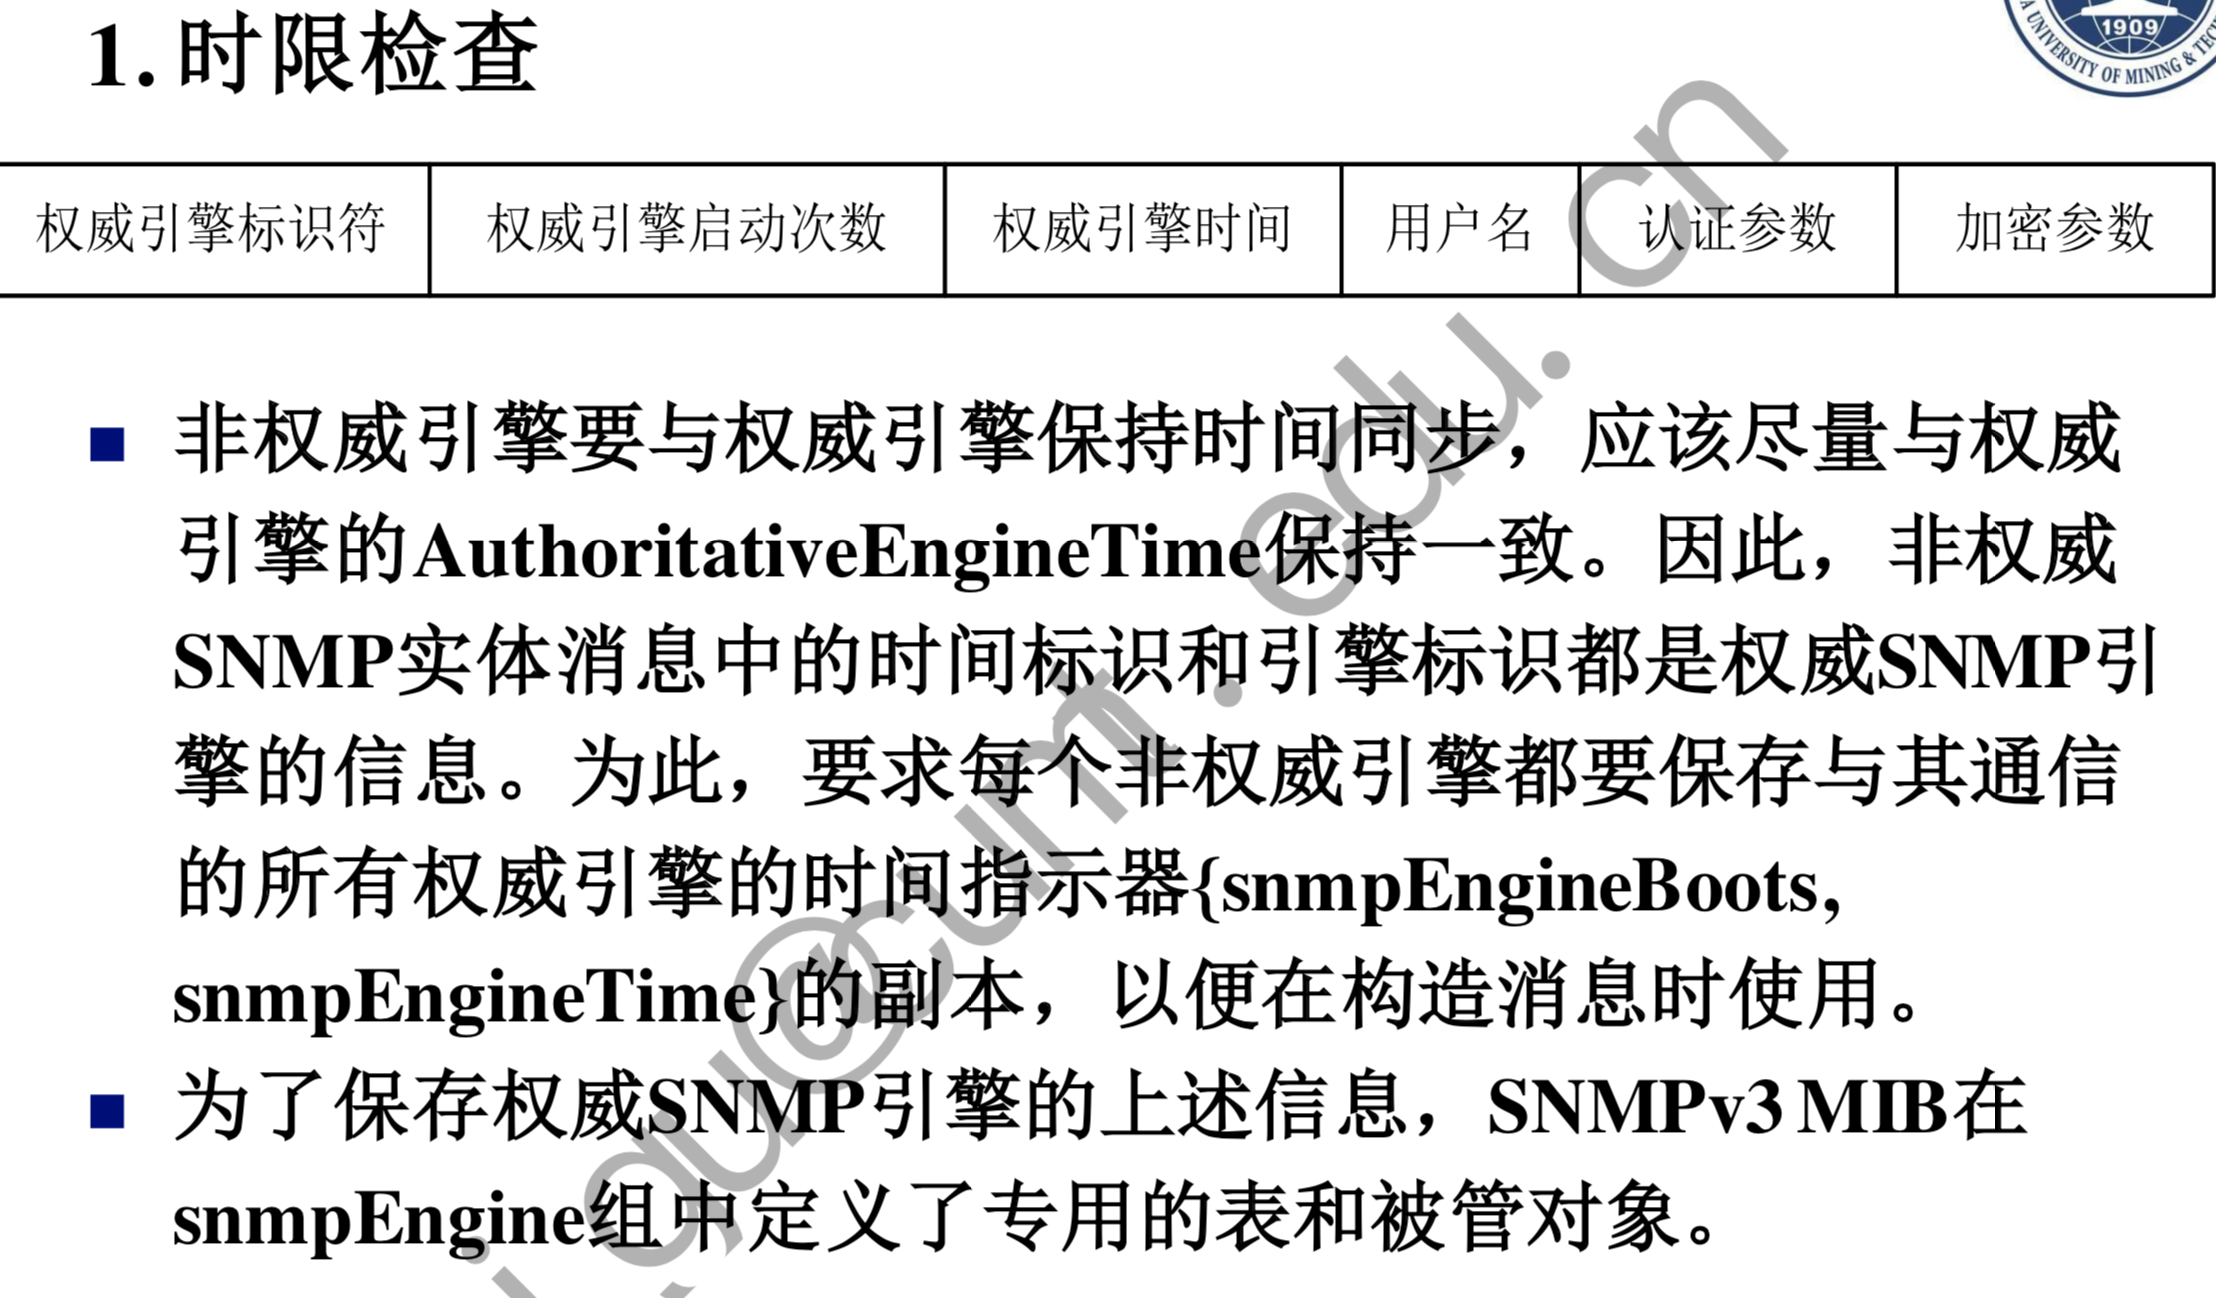 1. 时限检查
1909
A UNIVERSITY OF MINING & TECH
权威引擎标识符 权威引擎启动次数 权威引擎时间 用户名 认证参数 加密参数
■ 非权威引擎要与权威引擎保持时间同步，应该尽量与权威
引擎的AuthoritativeEngineTime保持一致。因此，非权威
SNMP实体消息中的时间标识和引擎标识都是权威SNMP引
擎的信息。为此，要求每个非权威引擎都要保存与其通信
的所有权威引擎的时间指示器{snmpEngineBoots,
snmpEngineTime}的副本，以便在构造消息时使用。
■ 为了保存权威SNMP引擎的上述信息，SNMPv3 MIB在
snmpEngine组中定义了专用的表和被管对象。